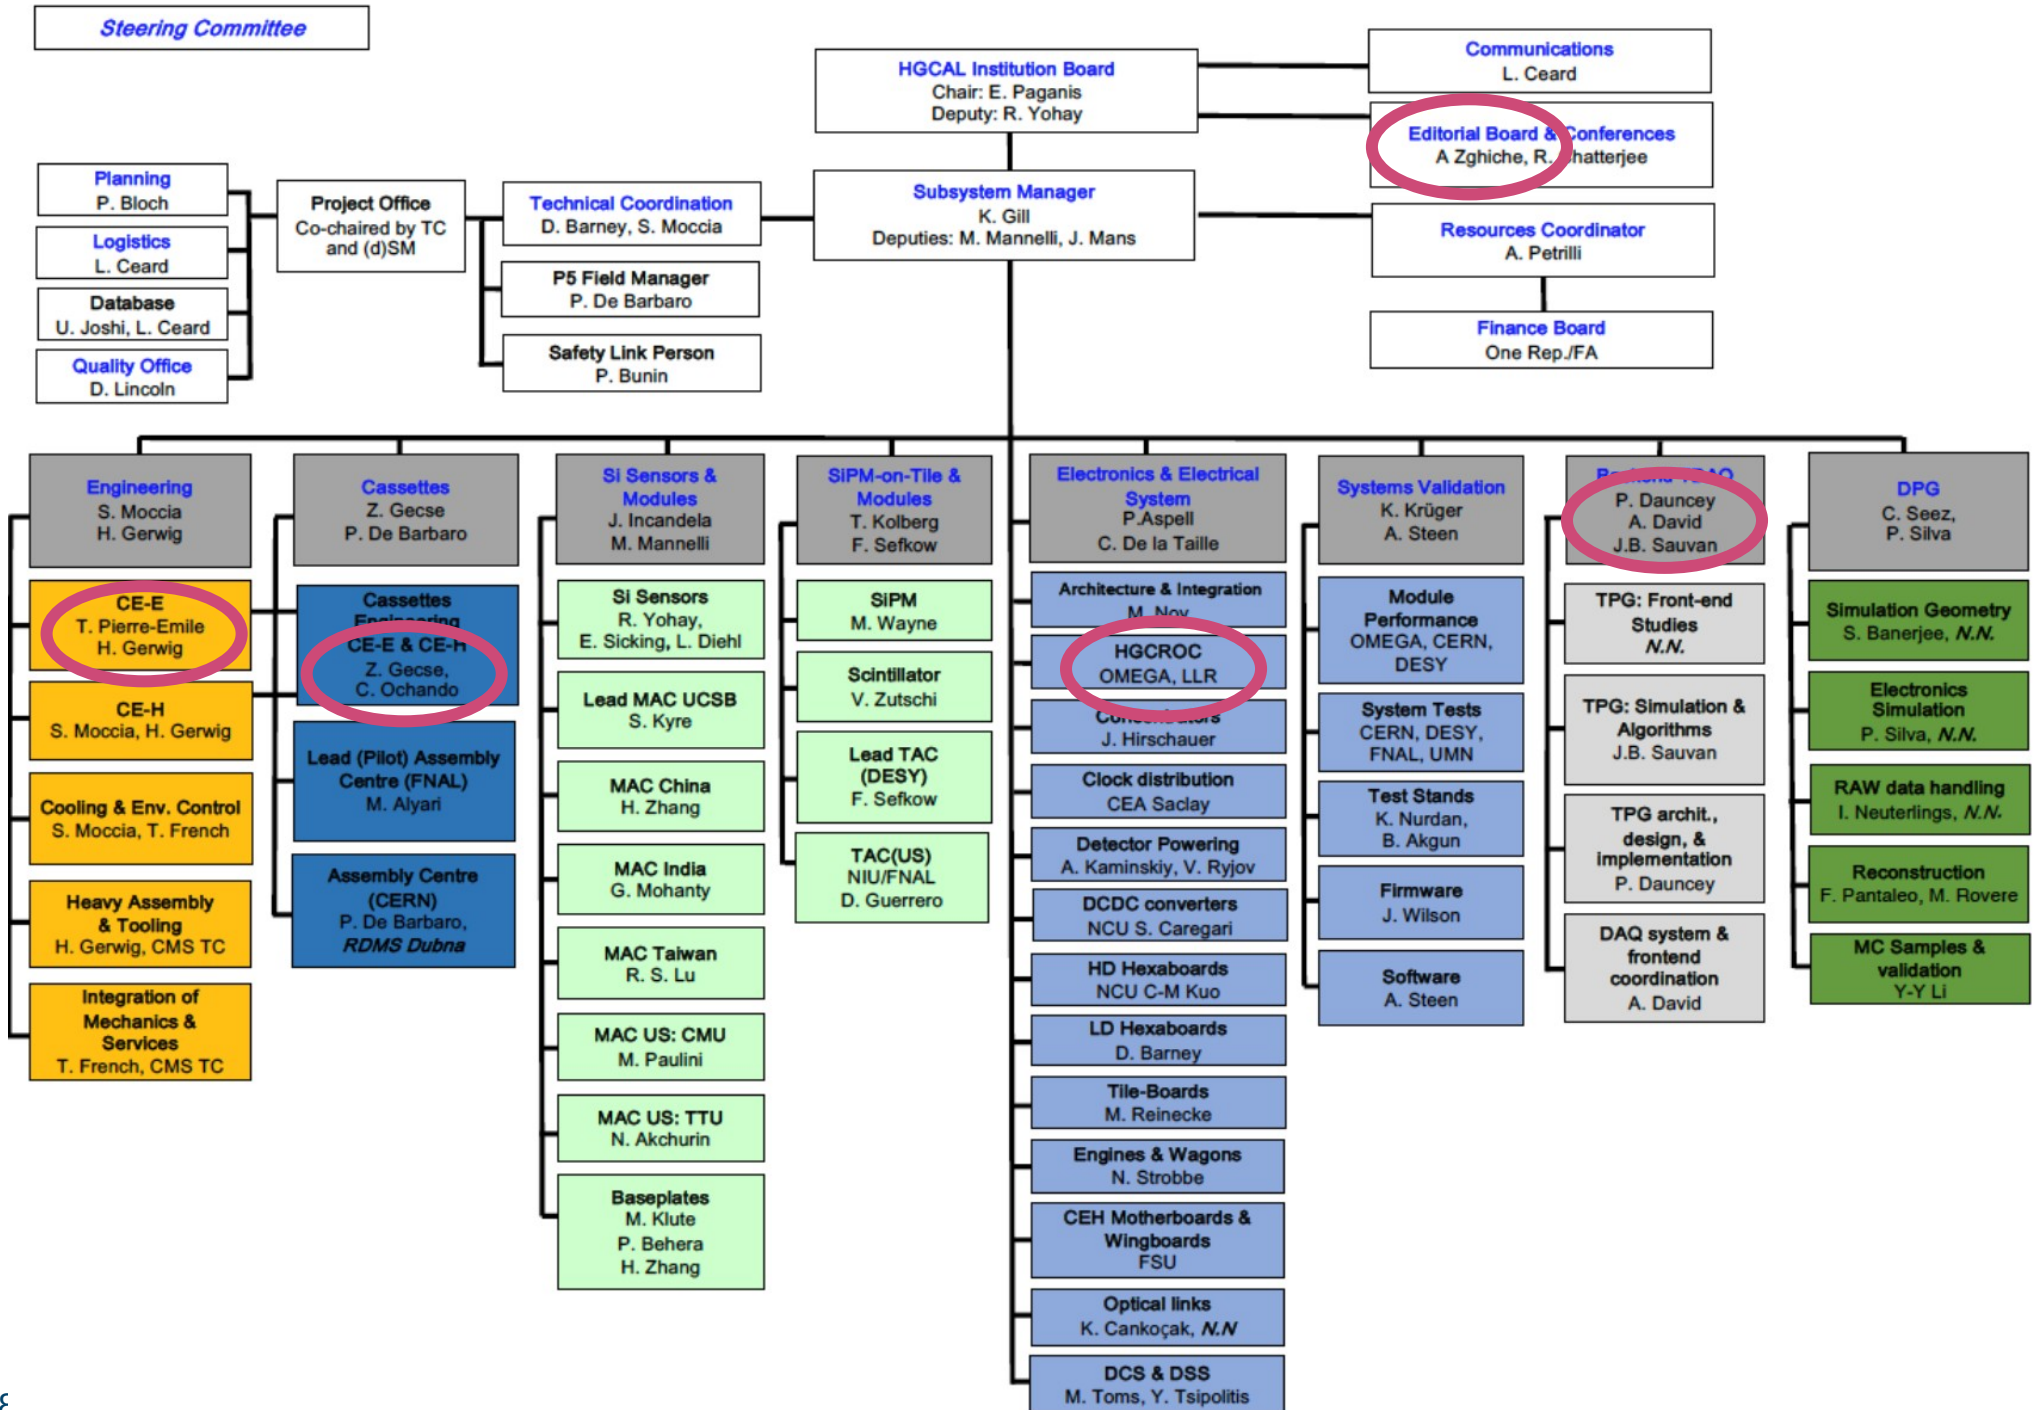 Steering Committee
HGCAL Institution Board
Chair: E. Paganis
Deputy: R. Yohay
Communications
L. Ceard
Editorial Board & Conferences
A Zghiche, R. hatterjee
Planning
P. Bloch
Logistics
L. Ceard
Database
U. Joshi, L. Ceard
Quality Office
D. Lincoln
Project Office
Co-chaired by TC
and (d)SM
Technical Coordination
D. Barney, S. Moccia
P5 Field Manager
P. De Barbaro
Safety Link Person
P. Bunin
Subsystem Manager
K. Gill
Deputies: M. Mannelli, J. Mans
Resources Coordinator
A. Petrilli
Finance Board
One Rep./FA
Engineering
S. Moccia
H. Gerwig
CE-E
T. Pierre-Emile
H. Gerwig
CE-H
S. Moccia, H. Gerwig
Cooling & Env. Control
S. Moccia, T. French
Heavy Assembly
& Tooling
H. Gerwig, CMS TC
Integration of
Mechanics &
Services
T. French, CMS TC
Cassettes
Z. Gecse
P. De Barbaro
Cassettes
Engineering
CE-E & CE-H
Z. Gecse,
C. Ochando
Lead (Pilot) Assembly
Centre (FNAL)
M. Alyari
Assembly Centre
(CERN)
P. De Barbaro,
RDMS Dubna
Si Sensors &
Modules
J. Incandela
M. Mannelli
Si Sensors
R. Yohay,
E. Sicking, L. Diehl
Lead MAC UCSB
S. Kyre
MAC China
H. Zhang
MAC India
G. Mohanty
MAC Taiwan
R. S. Lu
MAC US: CMU
M. Paulini
MAC US: TTU
N. Akchurin
Baseplates
M. Klute
P. Behera
H. Zhang
SiPM-on-Tile &
Modules
T. Kolberg
F. Sefkow
SiPM
M. Wayne
Scintillator
V. Zutschi
Lead TAC
(DESY)
F. Sefkow
TAC(US)
NIU/FNAL
D. Guerrero
Electronics & Electrical
System
P.Aspell
C. De la Taille
Architecture & Integration
M. Noy
HGCROC
OMEGA, LLR
Concentrators
J. Hirschauer
Clock distribution
CEA Saclay
Detector Powering
A. Kaminskiy, V. Ryjov
DCDC converters
NCU S. Caregari
HD Hexaboards
NCU C-M Kuo
LD Hexaboards
D. Barney
Tile-Boards
M. Reinecke
Engines & Wagons
N. Strobbe
CEH Motherboards &
Wingboards
FSU
Optical links
K. Cankoçak, N.N
DCS & DSS
M. Toms, Y. Tsipolitis
Systems Validation
K. Krüger
A. Steen
Module
Performance
OMEGA, CERN,
DESY
System Tests
CERN, DESY,
FNAL, UMN
Test Stands
K. Nurdan,
B. Akgun
Firmware
J. Wilson
Software
A. Steen
P. Dauncey
A. David
J.B. Sauvan
TPG: Front-end
Studies
N.N.
TPG: Simulation &
Algorithms
J.B. Sauvan
TPG archit.,
design, &
implementation
P. Dauncey
DAQ system &
frontend
coordination
A. David
DPG
C. Seez,
P. Silva
Simulation Geometry
S. Banerjee, N.N.
Electronics
Simulation
P. Silva, N.N.
RAW data handling
I. Neuterlings, N.N.
Reconstruction
F. Pantaleo, M. Rovere
MC Samples &
validation
Y-Y Li